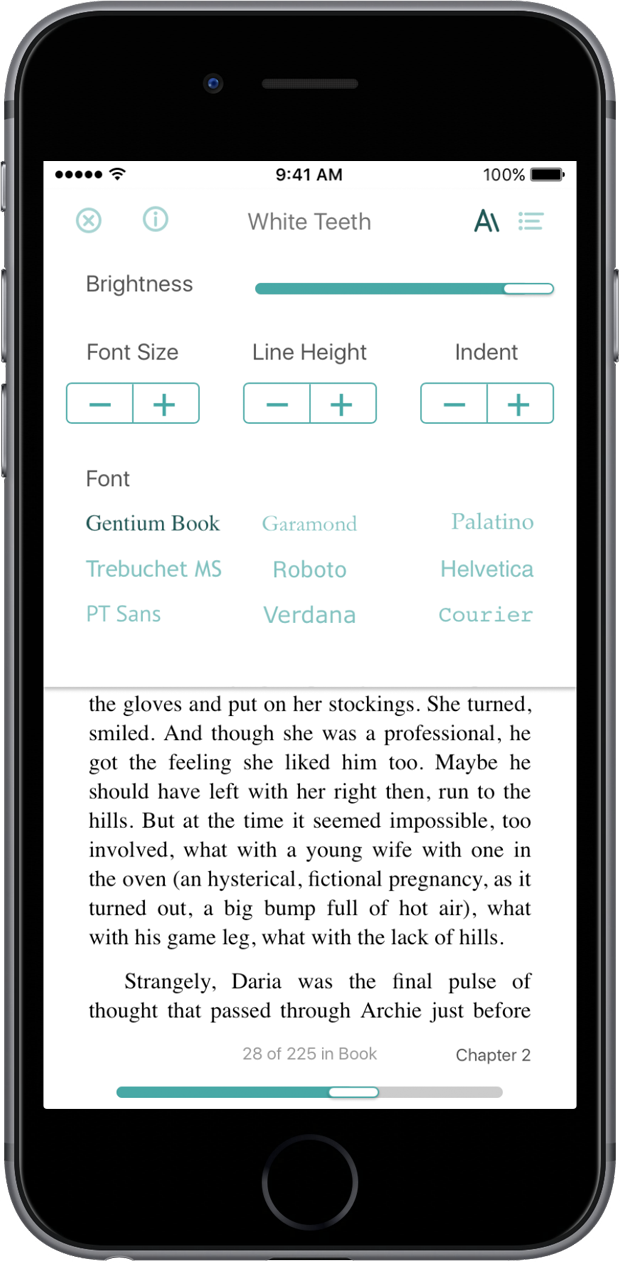 9:41 AM 100%
White Teeth
Brightness
Font Size Line Height Indent
Font
Gentium Book Garamond Palatino
Trebuchet MS Roboto Helvetica
PT Sans Verdana Courier
the gloves and put on her stockings. She turned,
smiled. And though she was a professional, he
got the feeling she liked him too. Maybe he
should have left with her right then, run to the
hills. But at the time it seemed impossible, too
involved, what with a young wife with one in
the oven (an hysterical, fictional pregnancy, as it
turned out, a big bump full of hot air), what
with his game leg, what with the lack of hills.
Strangely, Daria was the final pulse of
thought that passed through Archie just before
28 of 225 in Book Chapter 2